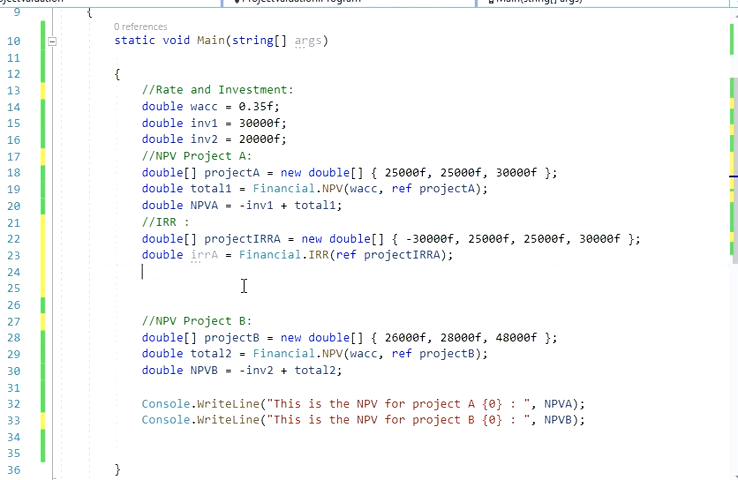 9 {
0 references
10 static void Main(string[] args)
11
12 {
13 //Rate and Investment:
14 double wacc = 0.35f;
15 double inv1 = 30000f;
16 double inv2 = 20000f;
17 //NPV Project A:
18 double[] projectA = new double[] { 25000f, 25000f, 30000f };
19 double total1 = Financial.NPV(wacc, ref projectA);
20 double NPVA = -inv1 + total1;
21 //IRR :
22 double[] projectIRRA = new double[] { -30000f, 25000f, 25000f, 30000f };
23 double irrA = Financial.IRR(ref projectIRRA);
24
25
26
27 //NPV Project B:
28 double[] projectB = new double[] { 26000f, 28000f, 48000f };
29 double total2 = Financial.NPV(wacc, ref projectB);
30 double NPVB = -inv2 + total2;
31
32 Console.WriteLine("This is the NPV for project A {0} : ", NPVA);
33 Console.WriteLine("This is the NPV for project B {0} : ", NPVB);
34
35
36 }